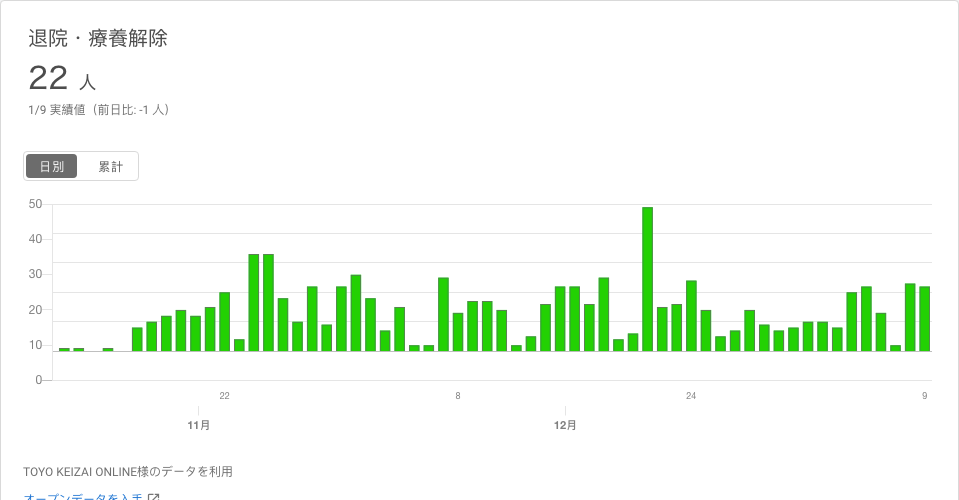 退院・療養解除
22 人
1/9 実績値（前日比: -1 人）
日別 累計
50
40
30
20
10
0
22 8 24 9
11月 12月
TOYO KEIZAI ONLINE様のデータを利用
オープンデータを入手